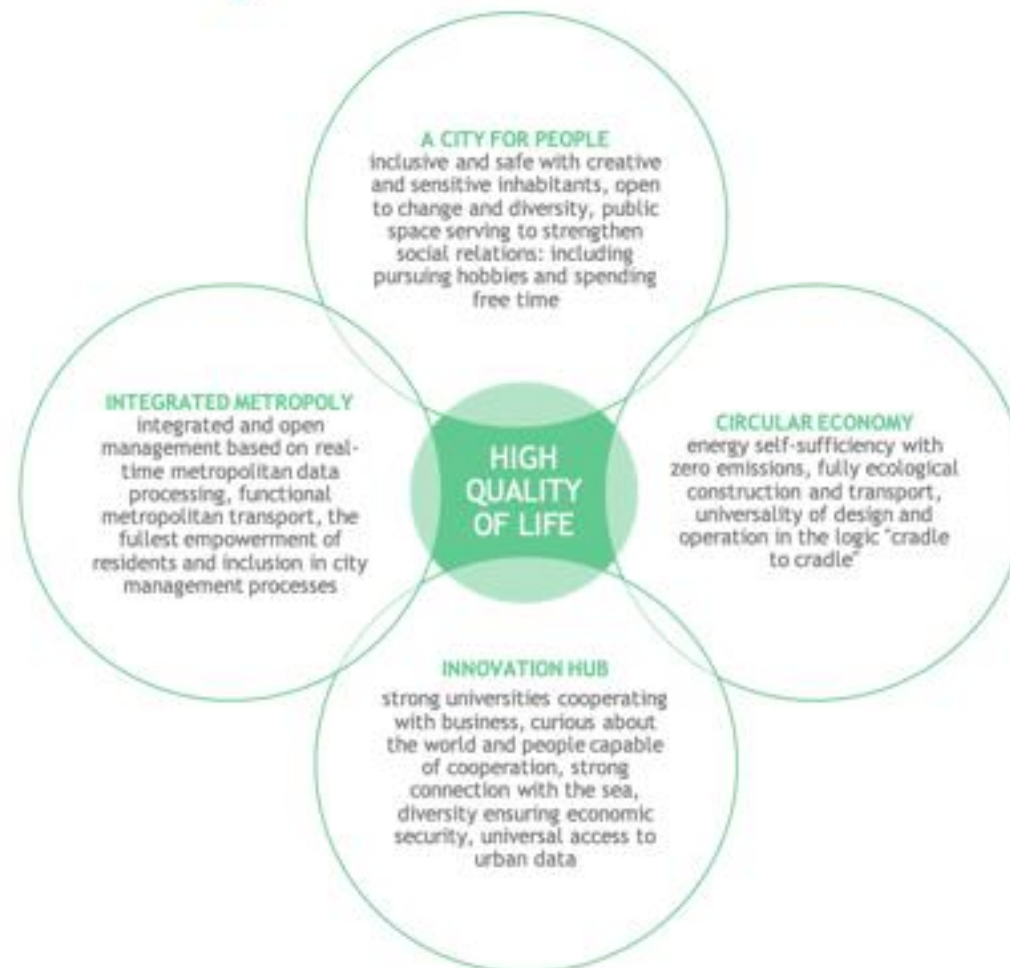 A CITY FOR PEOPLE
inclusive and safe with creative
and sensitive inhabitants, open
to change and diversity, public
space serving to strengthen
social relations: including
pursuing hobbies and spending
free time
INTEGRATED METROPOLY
integrated and open
management based on real-
time metropolitan data
processing, functional
metropolitan transport, the
fullest empowerment of
residents and inclusion in city
management processes
HIGH
QUALITY
OF LIFE
CIRCULAR ECONOMY
energy self-sufficiency with
zero emissions, fully ecological
construction and transport,
universality of design and
operation in the logic "cradle
to cradle"
INNOVATION HUB
strong universities cooperating
with business, curious about
the world and people capable
of cooperation, strong
connection with the sea,
diversity ensuring economic
security, universal access to
urban data